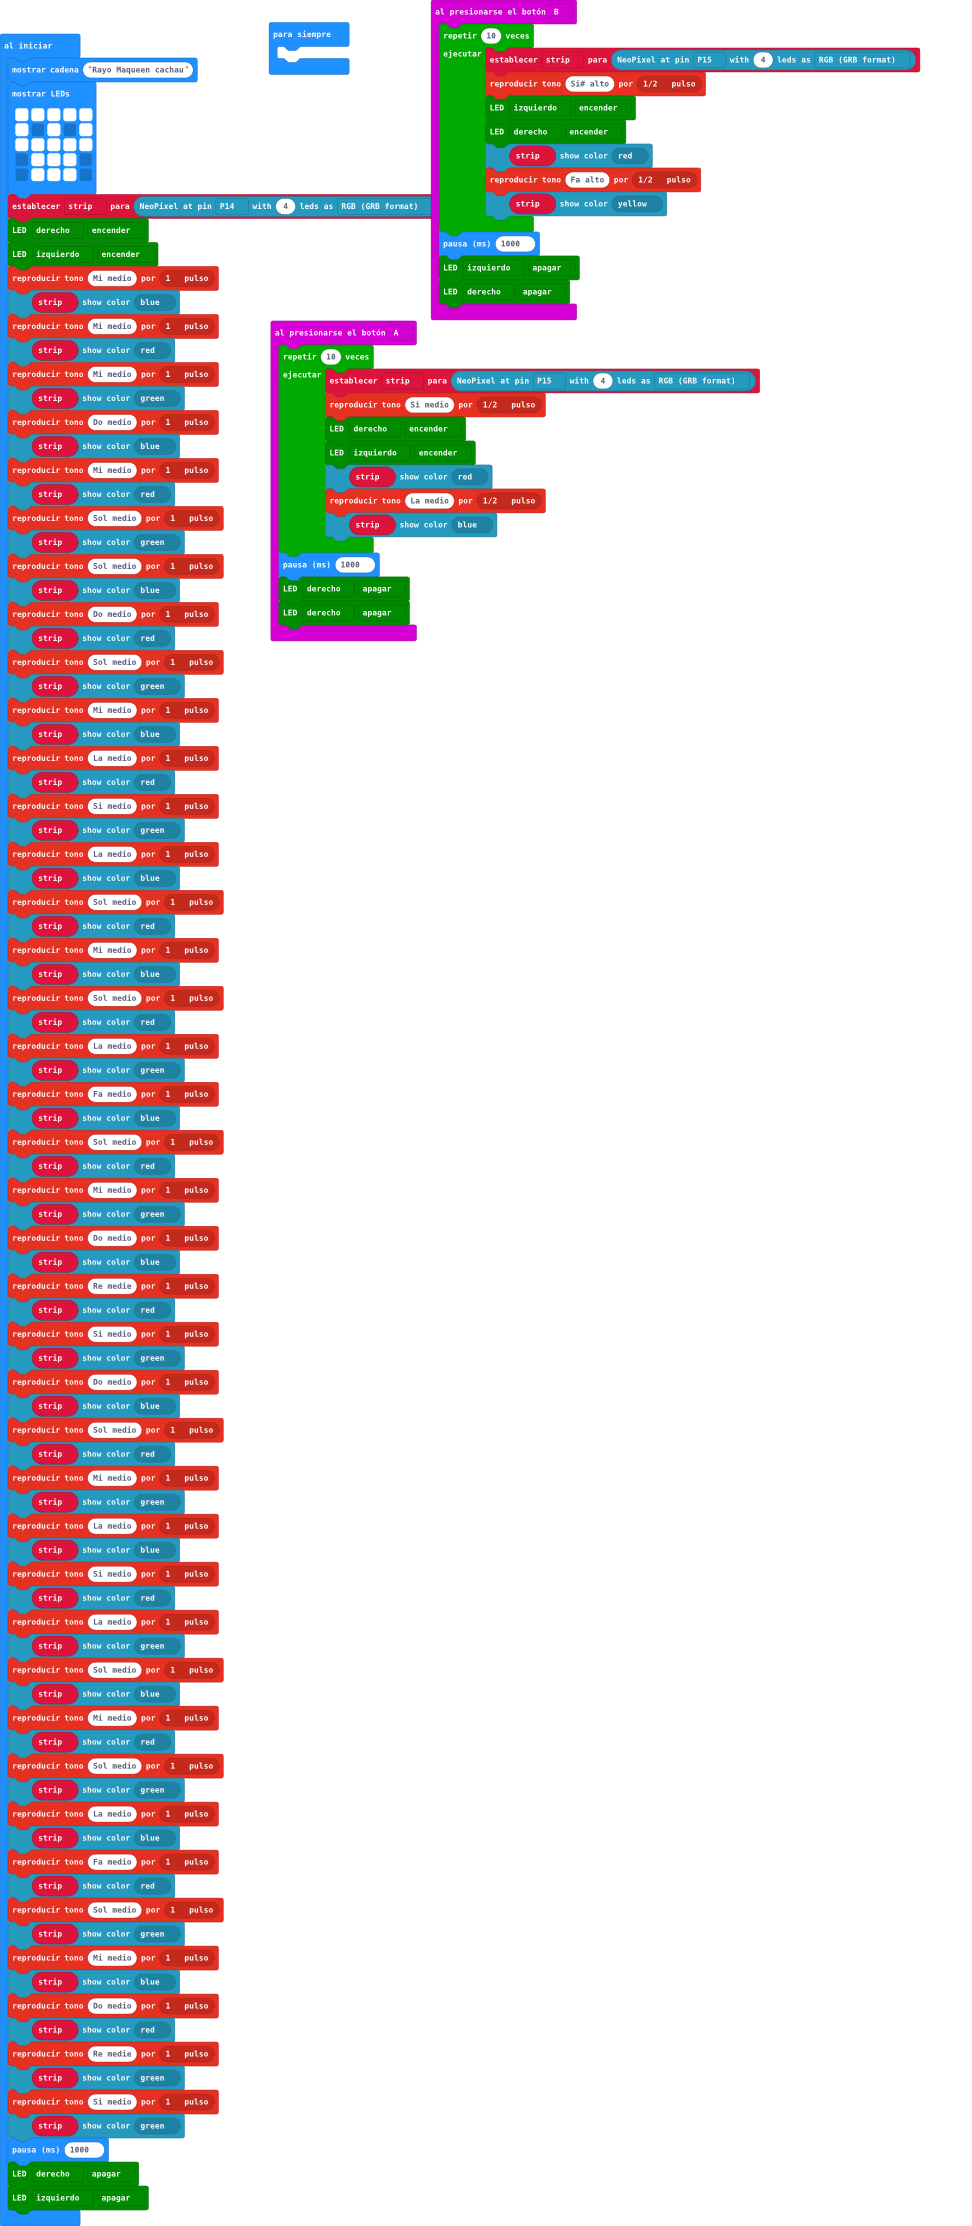 al iniciar
mostrar cadena "Rayo Maqueen cachau"
mostrar LEDs
establecer strip para NeoPixel at pin P14 with 4 leds as RGB (GRB format)
LED derecho encender
LED izquierdo encender
reproducir tono Mi medio por 1 pulso
strip show color blue
reproducir tono Mi medio por 1 pulso
strip show color red
reproducir tono Mi medio por 1 pulso
strip show color green
reproducir tono Do medio por 1 pulso
strip show color blue
reproducir tono Mi medio por 1 pulso
strip show color red
reproducir tono Sol medio por 1 pulso
strip show color green
reproducir tono Sol medio por 1 pulso
strip show color blue
reproducir tono Do medio por 1 pulso
strip show color red
reproducir tono Sol medio por 1 pulso
strip show color green
reproducir tono Mi medio por 1 pulso
strip show color blue
reproducir tono La medio por 1 pulso
strip show color red
reproducir tono Si medio por 1 pulso
strip show color green
reproducir tono La medio por 1 pulso
strip show color blue
reproducir tono Sol medio por 1 pulso
strip show color red
reproducir tono Mi medio por 1 pulso
strip show color blue
reproducir tono Sol medio por 1 pulso
strip show color red
reproducir tono La medio por 1 pulso
strip show color green
reproducir tono Fa medio por 1 pulso
strip show color blue
reproducir tono Sol medio por 1 pulso
strip show color red
reproducir tono Mi medio por 1 pulso
strip show color green
reproducir tono Do medio por 1 pulso
strip show color blue
reproducir tono Re medie por 1 pulso
strip show color red
reproducir tono Si medio por 1 pulso
strip show color green
reproducir tono Do medio por 1 pulso
strip show color blue
reproducir tono Sol medio por 1 pulso
strip show color red
reproducir tono Mi medio por 1 pulso
strip show color green
reproducir tono La medio por 1 pulso
strip show color blue
reproducir tono Si medio por 1 pulso
strip show color red
reproducir tono La medio por 1 pulso
strip show color green
reproducir tono Sol medio por 1 pulso
strip show color blue
reproducir tono Mi medio por 1 pulso
strip show color red
reproducir tono Sol medio por 1 pulso
strip show color green
reproducir tono La medio por 1 pulso
strip show color blue
reproducir tono Fa medio por 1 pulso
strip show color red
reproducir tono Sol medio por 1 pulso
strip show color green
reproducir tono Mi medio por 1 pulso
strip show color blue
reproducir tono Do medio por 1 pulso
strip show color red
reproducir tono Re medie por 1 pulso
strip show color green
reproducir tono Si medio por 1 pulso
strip show color green
pausa (ms) 1000
LED derecho apagar
LED izquierdo apagar
para siempre
al presionarse el botón B
repetir 10 veces
ejecutar
establecer strip para NeoPixel at pin P15 with 4 leds as RGB (GRB format)
reproducir tono Si# alto por 1/2 pulso
LED izquierdo encender
LED derecho encender
strip show color red
reproducir tono Fa alto por 1/2 pulso
strip show color yellow
pausa (ms) 1000
LED izquierdo apagar
LED derecho apagar
al presionarse el botón A
repetir 10 veces
ejecutar
establecer strip para NeoPixel at pin P15 with 4 leds as RGB (GRB format)
reproducir tono Si medio por 1/2 pulso
LED derecho encender
LED izquierdo encender
strip show color red
reproducir tono La medio por 1/2 pulso
strip show color blue
pausa (ms) 1000
LED derecho apagar
LED derecho apagar